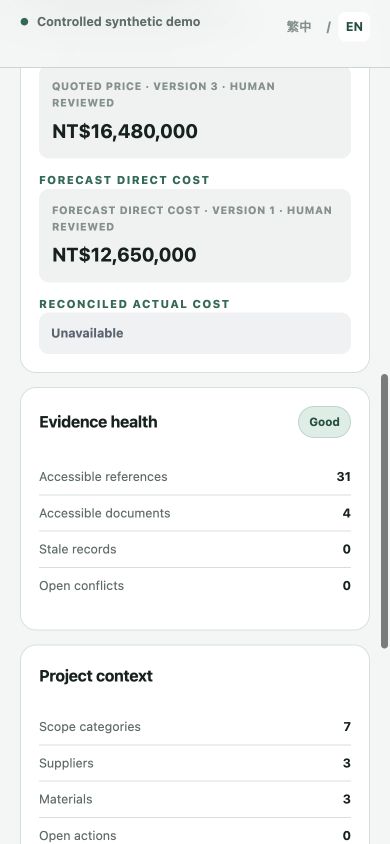 Controlled synthetic demo
繁中 / EN
QUOTED PRICE · VERSION 3 · HUMAN
REVIEWED
NT$16,480,000
FORECAST DIRECT COST
FORECAST DIRECT COST · VERSION 1 · HUMAN
REVIEWED
NT$12,650,000
RECONCILED ACTUAL COST
Unavailable
Evidence health
Good
Accessible references 31
Accessible documents 4
Stale records 0
Open conflicts 0
Project context
Scope categories 7
Suppliers 3
Materials 3
Open actions 0